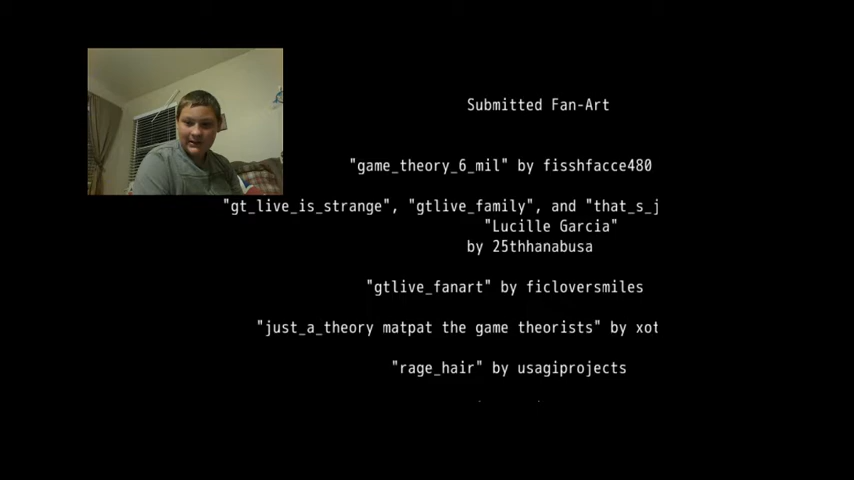 Submitted Fan-Art
"game_theory_6_mil" by fisshfacce480
"gt_live_is_strange", "gtlive_family", and "that_s_j
"Lucille Garcia"
by 25thhanabusa
"gtlive_fanart" by ficloversmiles
"just_a_theory matpat the game theorists" by xot
"rage_hair" by usagiprojects